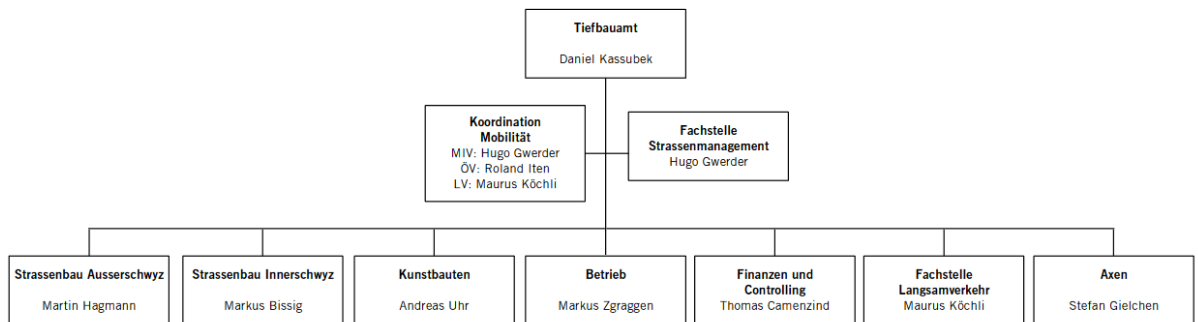 Tiefbauamt
Daniel Kassubek
Koordination
Mobilität
MIV: Hugo Gwerder
ÖV: Roland Iten
LV: Maurus Köchli
Fachstelle
Strassenmanagement
Hugo Gwerder
Strassenbau Ausserschwyz
Martin Hagmann
Strassenbau Innerschwyz
Markus Bissig
Kunstbauten
Andreas Uhr
Betrieb
Markus Zgraggen
Finanzen und
Controlling
Thomas Camenzind
Fachstelle
Langsamverkehr
Maurus Köchli
Axen
Stefan Gielchen